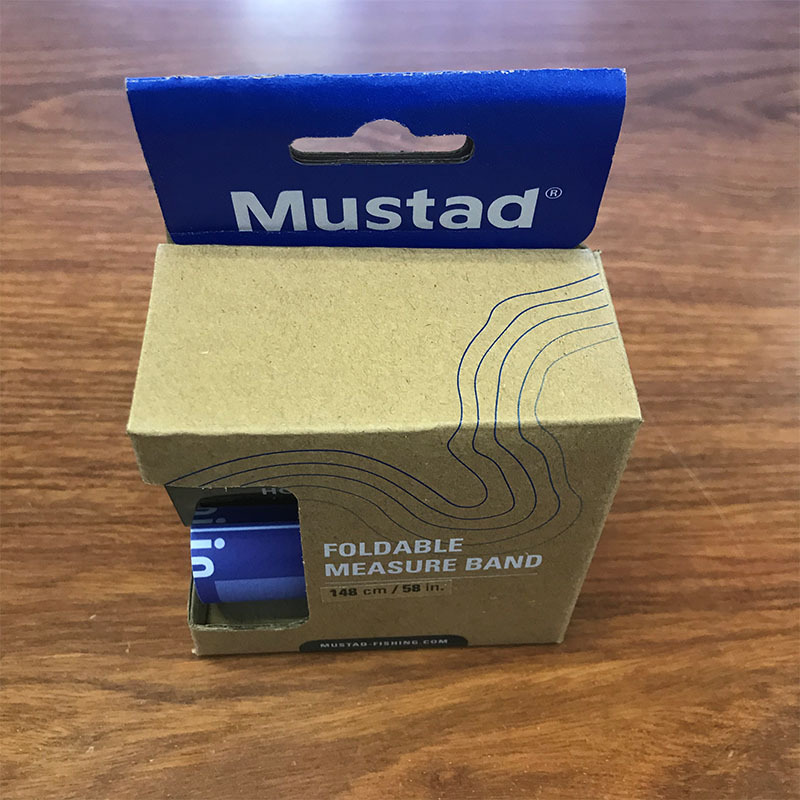 Mustad®
FOLDABLE
MEASURE BAND
148 cm / 58 in.
MUSTAD-FISHING.COM